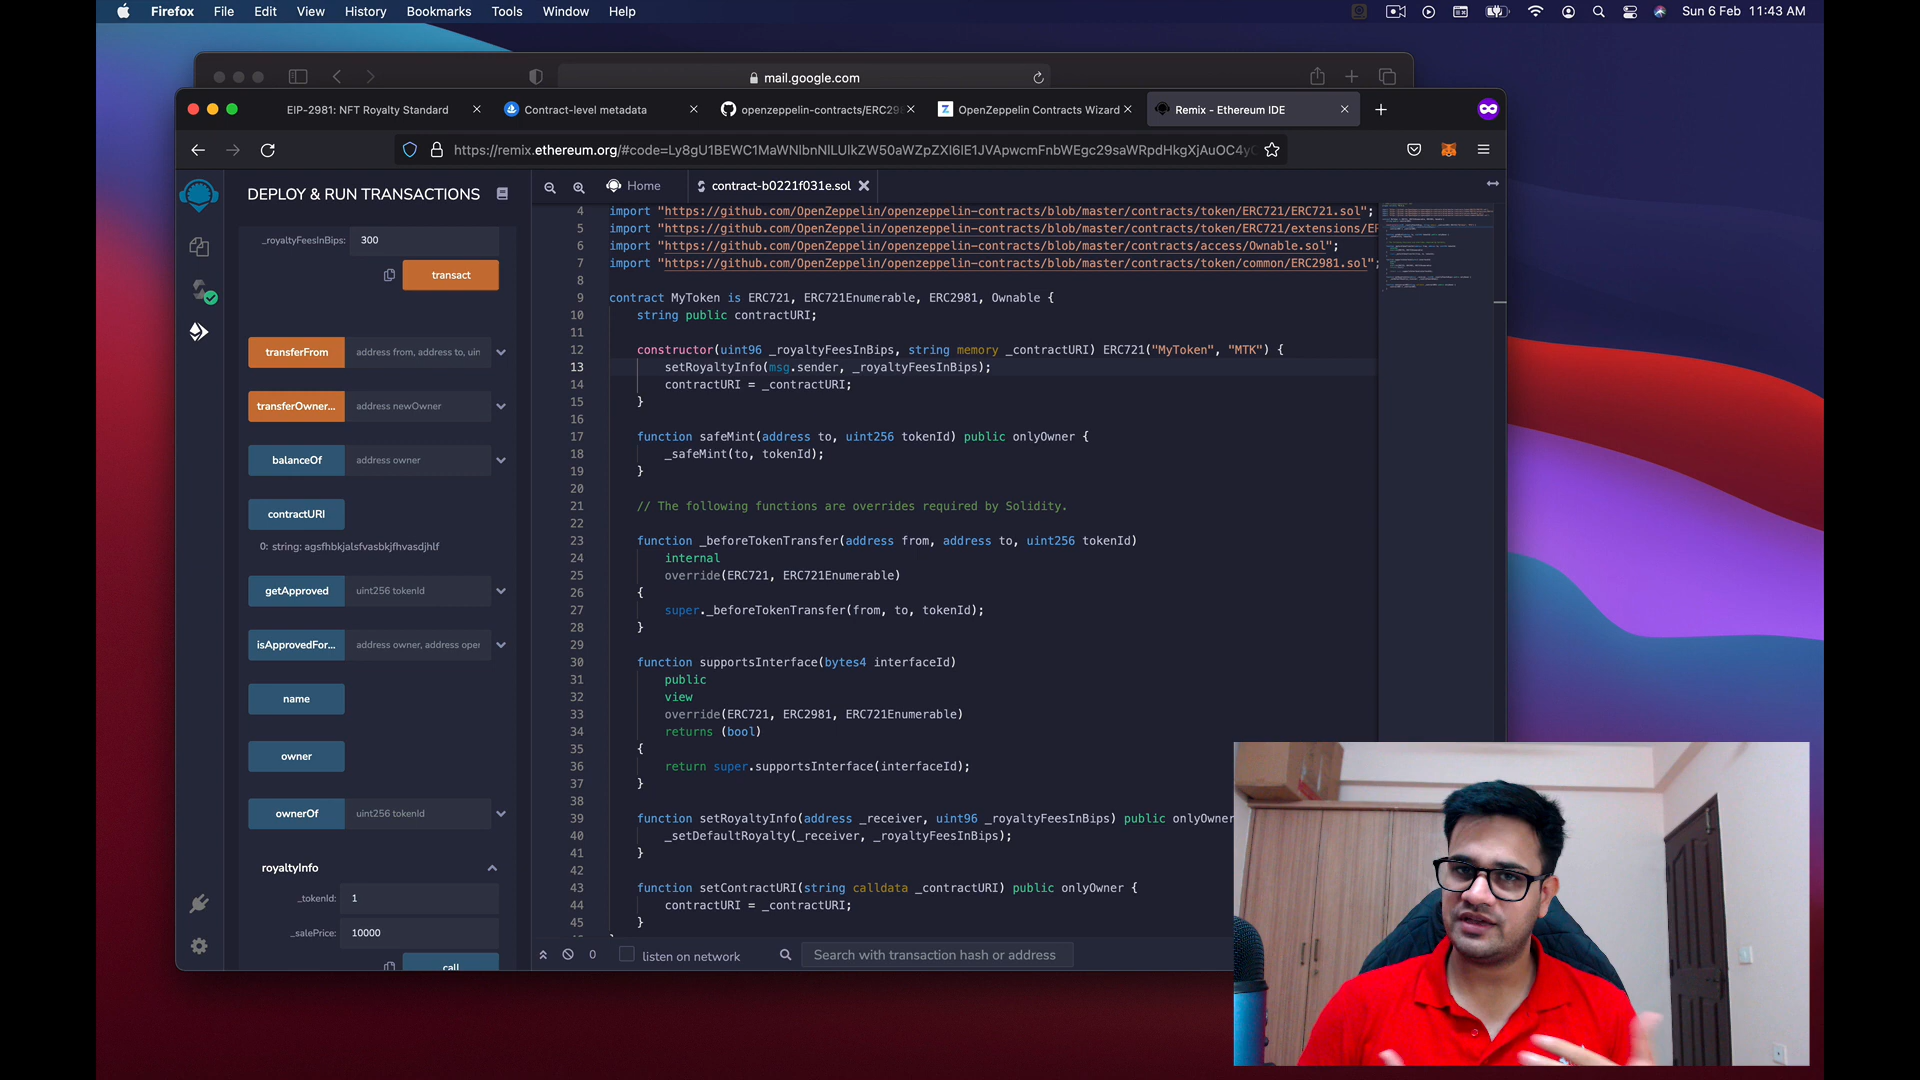 Firefox File Edit View History Bookmarks Tools Window Help Sun 6 Feb 11:43 AM
mail.google.com
EIP-2981: NFT Royalty Standard
Contract-level metadata
openzeppelin-contracts/ERC29
OpenZeppelin Contracts Wizard
Remix - Ethereum IDE
DEPLOY & RUN TRANSACTIONS
_royaltyFeesInBips: 300
transact
transferFrom address from, address to, uin
transferOwner... address newOwner
balanceOf address owner
contractURI
0: string: agsfhbkjalsfvasbkjfhvasdjhlf
getApproved uint256 tokenId
isApprovedFor... address owner, address oper
name
owner
ownerOf uint256 tokenId
royaltyInfo
_tokenId: 1
_salePrice: 10000
call
Home
contract-b0221f031e.sol
4 import "https://github.com/OpenZeppelin/openzeppelin-contracts/blob/master/contracts/token/ERC721/ERC721.sol";
5 import "https://github.com/OpenZeppelin/openzeppelin-contracts/blob/master/contracts/token/ERC721/extensions/ER
6 import "https://github.com/OpenZeppelin/openzeppelin-contracts/blob/master/contracts/access/Ownable.sol";
7 import "https://github.com/OpenZeppelin/openzeppelin-contracts/blob/master/contracts/token/common/ERC2981.sol";
8
9 contract MyToken is ERC721, ERC721Enumerable, ERC2981, Ownable {
10 string public contractURI;
11
12 constructor(uint96 _royaltyFeesInBips, string memory _contractURI) ERC721("MyToken", "MTK") {
13 setRoyaltyInfo(msg.sender, _royaltyFeesInBips);
14 contractURI = _contractURI;
15 }
16
17 function safeMint(address to, uint256 tokenId) public onlyOwner {
18 _safeMint(to, tokenId);
19 }
20
21 // The following functions are overrides required by Solidity.
22
23 function _beforeTokenTransfer(address from, address to, uint256 tokenId)
24 internal
25 override(ERC721, ERC721Enumerable)
26 {
27 super._beforeTokenTransfer(from, to, tokenId);
28 }
29
30 function supportsInterface(bytes4 interfaceId)
31 public
32 view
33 override(ERC721, ERC2981, ERC721Enumerable)
34 returns (bool)
35 {
36 return super.supportsInterface(interfaceId);
37 }
38
39 function setRoyaltyInfo(address _receiver, uint96 _royaltyFeesInBips) public onlyOwner
40 _setDefaultRoyalty(_receiver, _royaltyFeesInBips);
41 }
42
43 function setContractURI(string calldata _contractURI) public onlyOwner {
44 contractURI = _contractURI;
45 }
0 listen on network Search with transaction hash or address